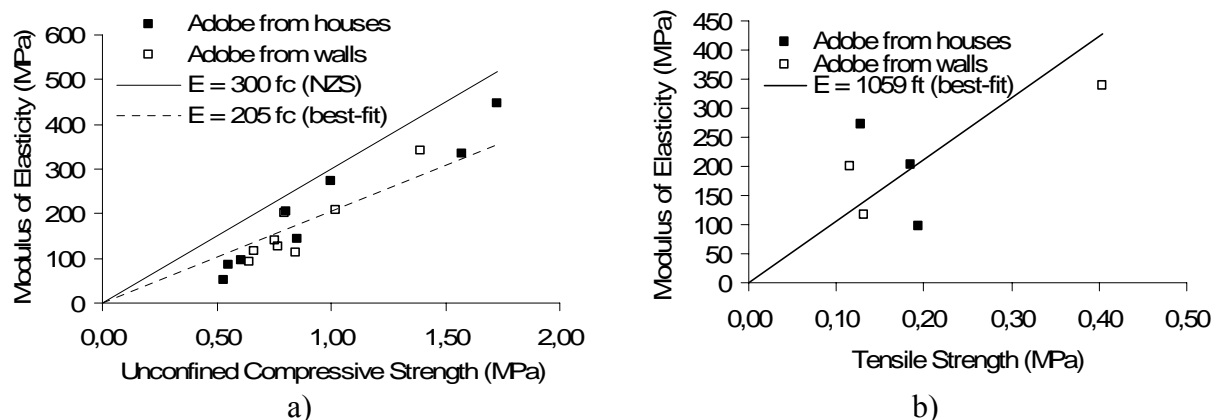 Adobe from houses
Adobe from walls
E = 300 fc (NZS)
E = 205 fc (best-fit)
Modulus of Elasticity (MPa)
600
500
400
300
200
100
0
0,00 0,50 1,00 1,50 2,00
Unconfined Compressive Strength (MPa)
a)
Adobe from houses
Adobe from walls
E = 1059 ft (best-fit)
Modulus of Elasticity (MPa)
450
400
350
300
250
200
150
100
50
0
0,00 0,10 0,20 0,30 0,40 0,50
Tensile Strength (MPa)
b)